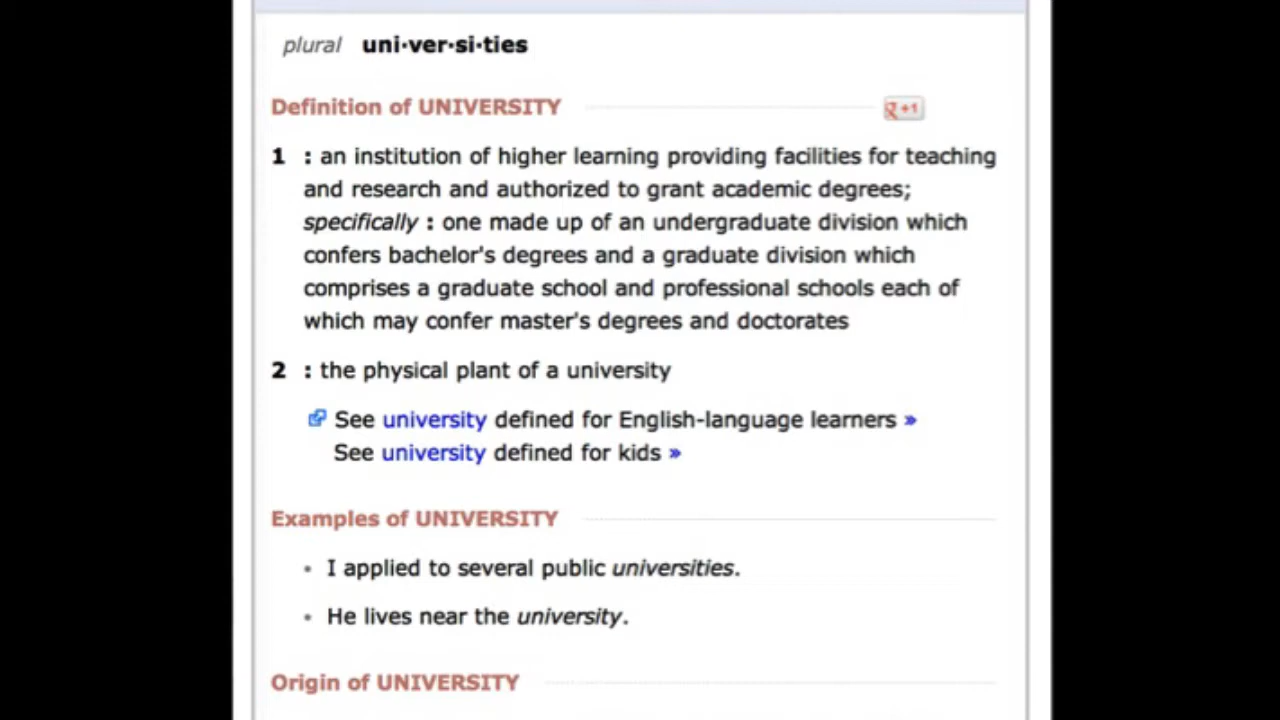 plural uni·ver·si·ties
Definition of UNIVERSITY
+1
1 : an institution of higher learning providing facilities for teaching
and research and authorized to grant academic degrees;
specifically : one made up of an undergraduate division which
confers bachelor's degrees and a graduate division which
comprises a graduate school and professional schools each of
which may confer master's degrees and doctorates
2 : the physical plant of a university
See university defined for English-language learners »
See university defined for kids »
Examples of UNIVERSITY
• I applied to several public universities.
• He lives near the university.
Origin of UNIVERSITY